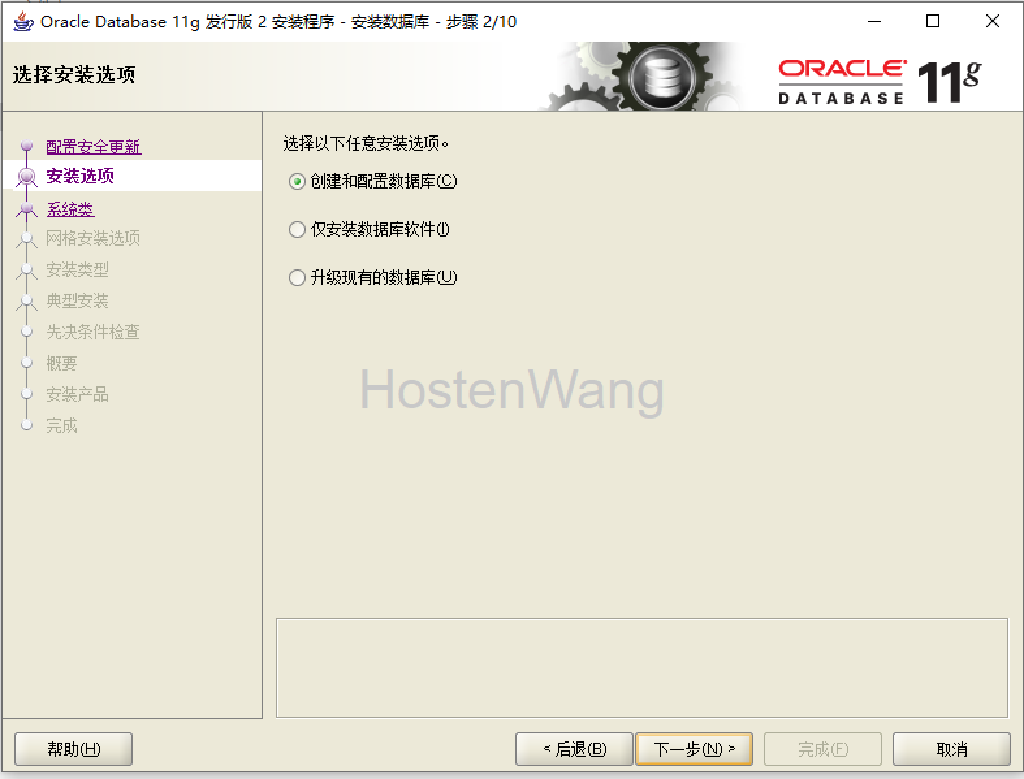 Oracle Database 11g 发行版 2 安装程序 - 安装数据库 - 步骤 2/10
选择安装选项
ORACLE
DATABASE
11g
配置安全更新
安装选项
系统类
网格安装选项
安装类型
典型安装
先决条件检查
概要
安装产品
完成
选择以下任意安装选项。
创建和配置数据库(C)
仅安装数据库软件(I)
升级现有的数据库(U)
HostenWang
帮助(H)
< 后退(B)
下一步(N) >
完成(F)
取消